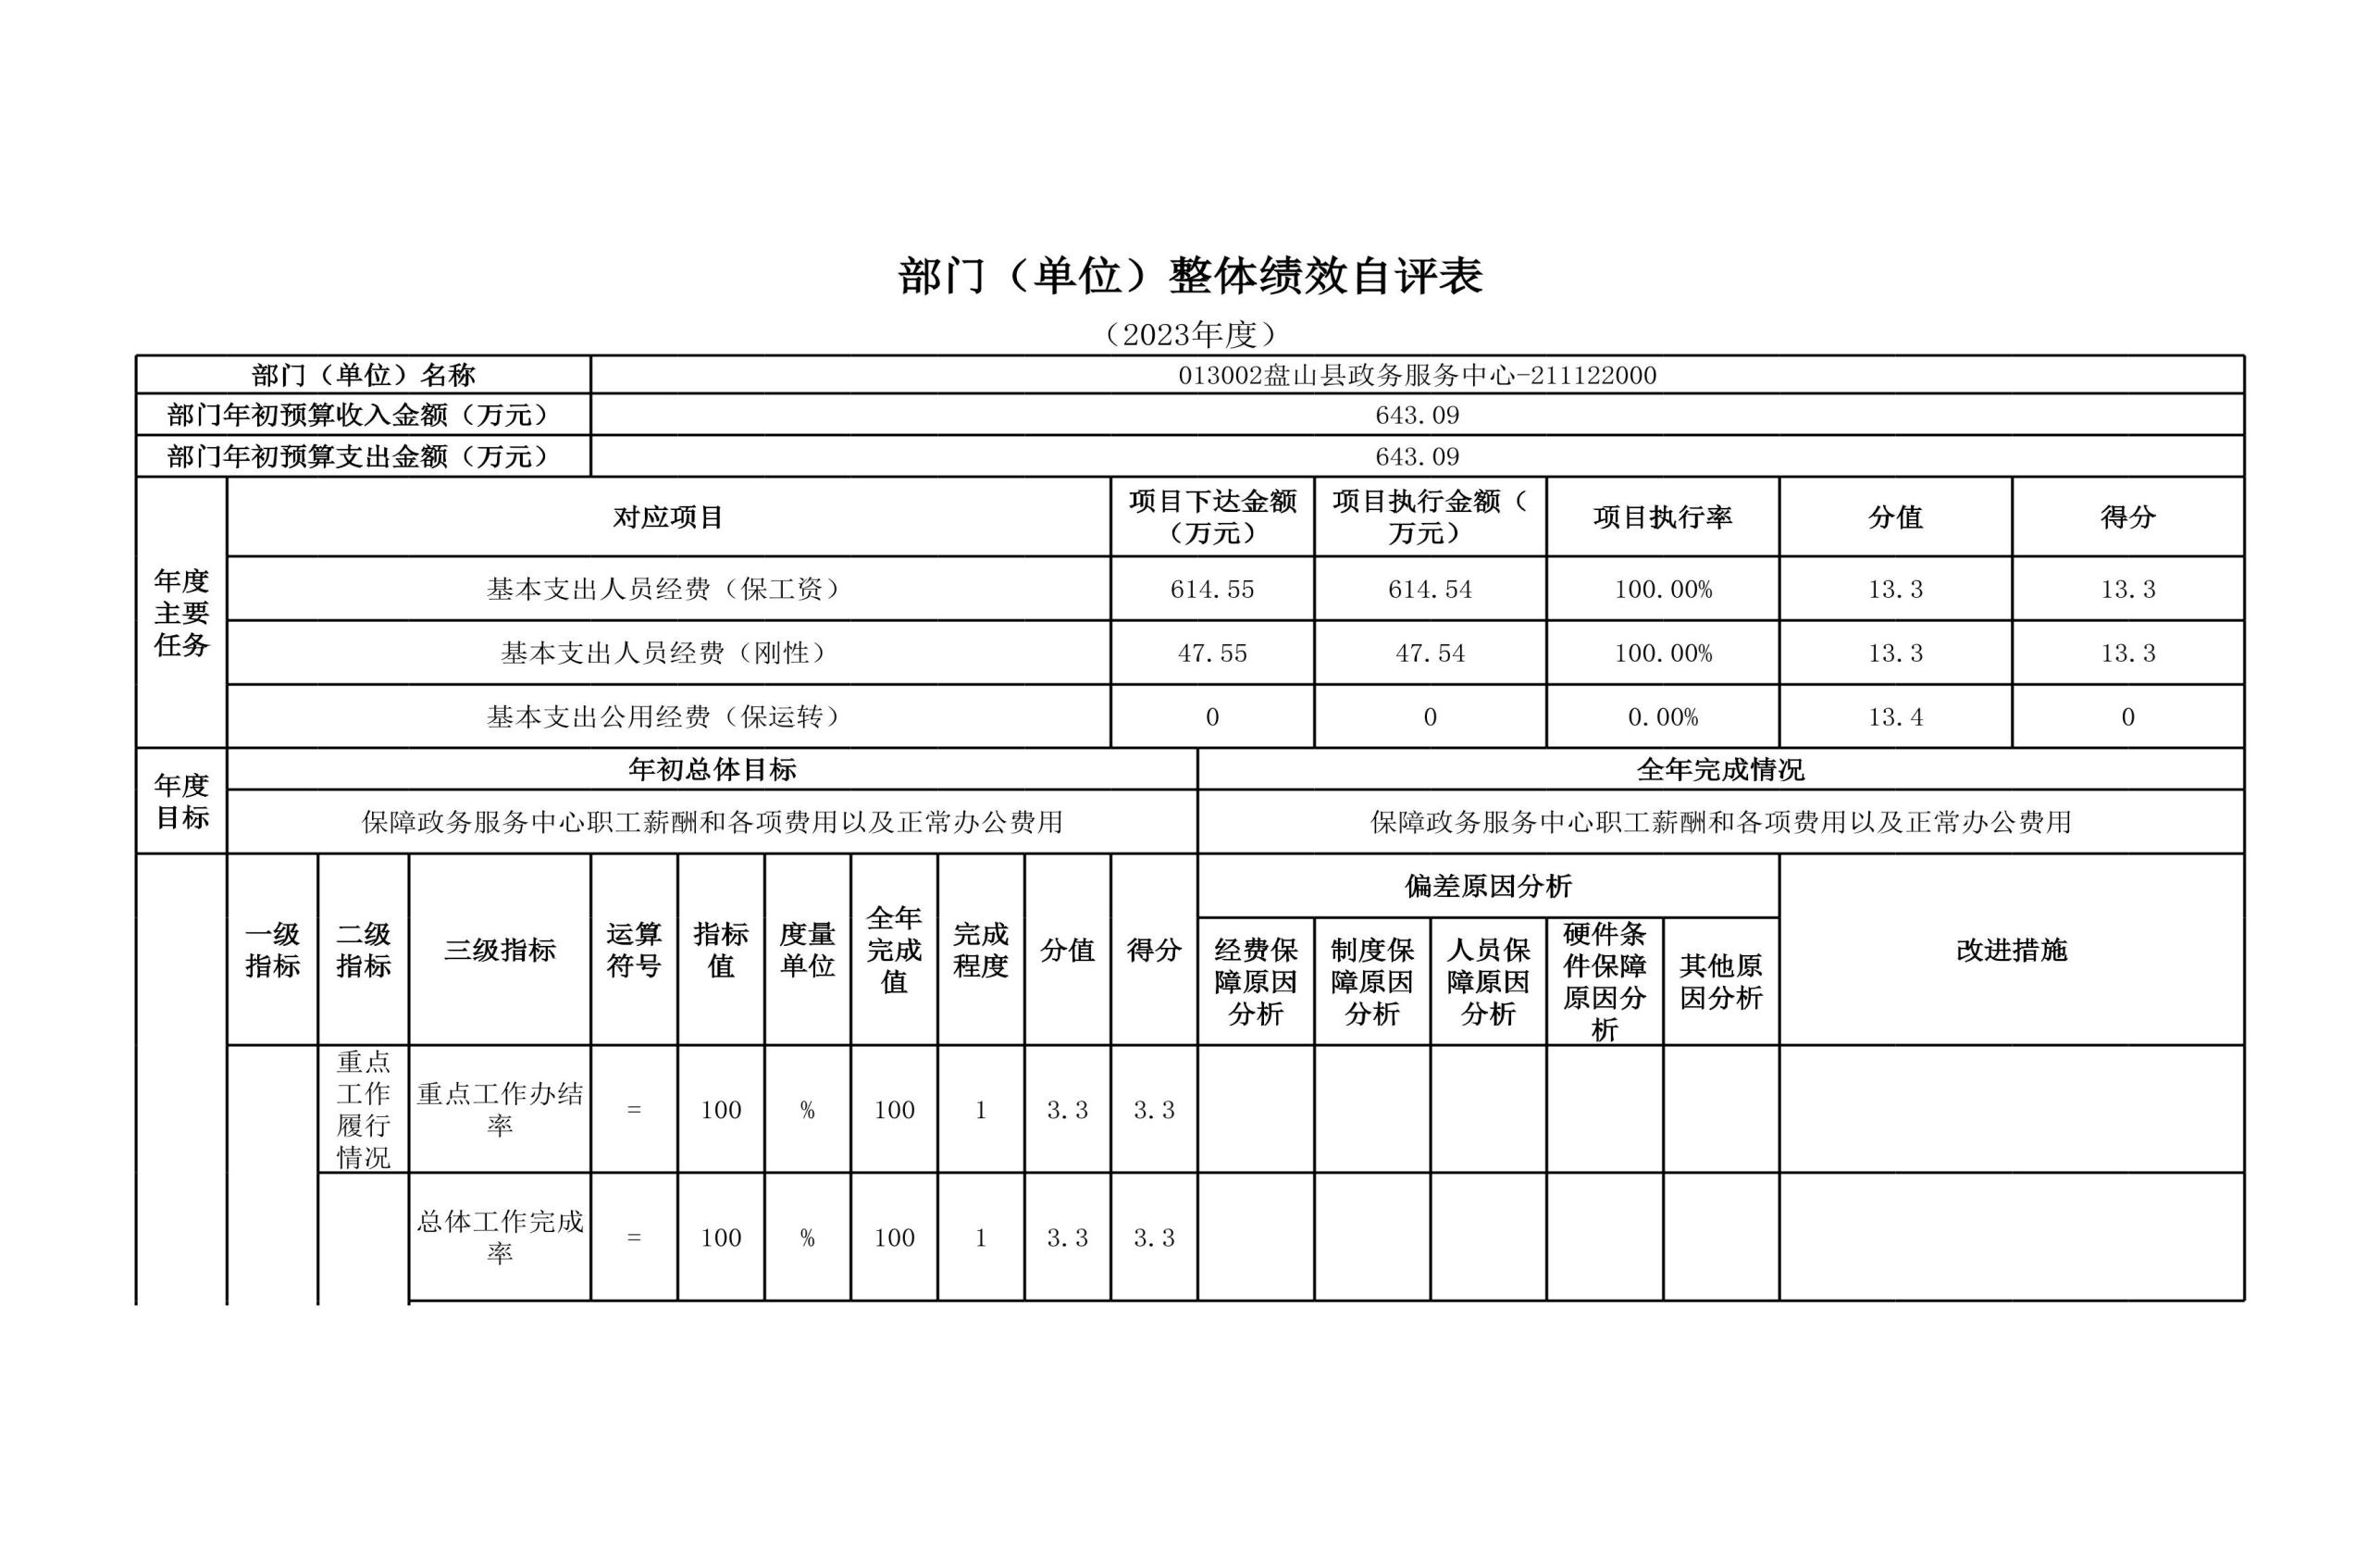 部门（单位）整体绩效自评表
（2023年度）
部门（单位）名称 013002盘山县政务服务中心-211122000
部门年初预算收入金额（万元） 643.09
部门年初预算支出金额（万元） 643.09
年度
主要
任务
对应项目
项目下达金额
（万元）
项目执行金额（
万元）
项目执行率 分值 得分
基本支出人员经费（保工资） 614.55 614.54 100.00% 13.3 13.3
基本支出人员经费（刚性） 47.55 47.54 100.00% 13.3 13.3
基本支出公用经费（保运转） 0 0 0.00% 13.4 0
年度
目标
年初总体目标 全年完成情况
保障政务服务中心职工薪酬和各项费用以及正常办公费用 保障政务服务中心职工薪酬和各项费用以及正常办公费用
一级
指标
二级
指标
三级指标
运算
符号
指标
值
度量
单位
全年
完成
值
完成
程度
分值
得分
偏差原因分析
经费保
障原因
分析
制度保
障原因
分析
人员保
障原因
分析
硬件条
件保障
原因分
析
其他原
因分析
改进措施
重点
工作
履行
情况
重点工作办结
率
= 100 % 100 1 3.3 3.3
总体工作完成
率
= 100 % 100 1 3.3 3.3